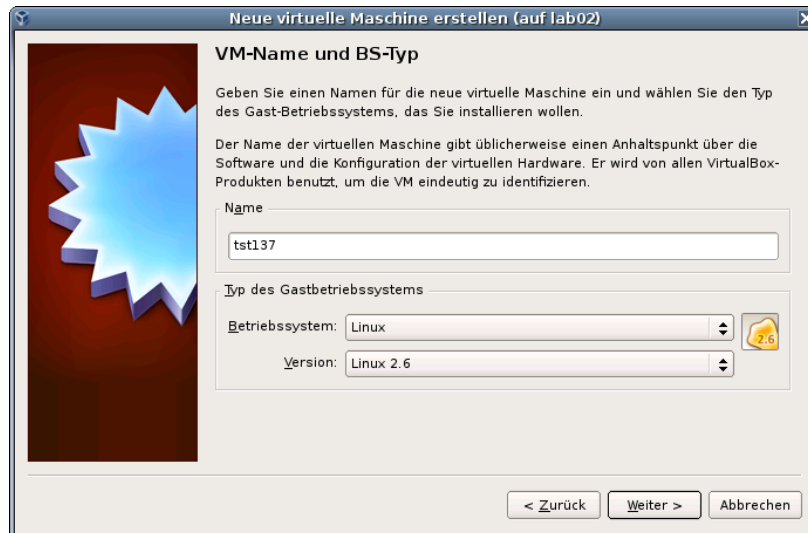 Neue virtuelle Maschine erstellen (auf lab02)
VM-Name und BS-Typ
Geben Sie einen Namen für die neue virtuelle Maschine ein und wählen Sie den Typ
des Gast-Betriebssystems, das Sie installieren wollen.
Der Name der virtuellen Maschine gibt üblicherweise einen Anhaltspunkt über die
Software und die Konfiguration der virtuellen Hardware. Er wird von allen VirtualBox-
Produkten benutzt, um die VM eindeutig zu identifizieren.
Name
tst137
Typ des Gastbetriebssystems
Betriebssystem: Linux
2.6
Version: Linux 2.6
< Zurück Weiter > Abbrechen